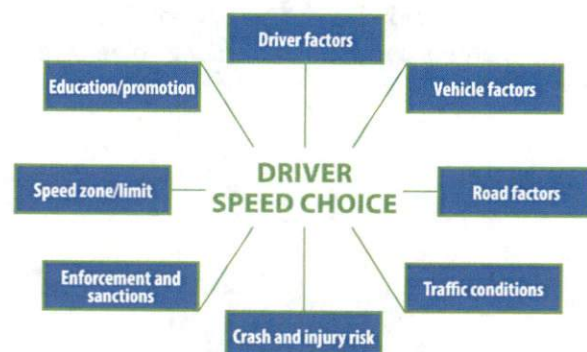 Driver factors
Education/promotion
Vehicle factors
DRIVER
SPEED CHOICE
Speed zone/limit
Road factors
Enforcement and
sanctions
Traffic conditions
Crash and injury risk